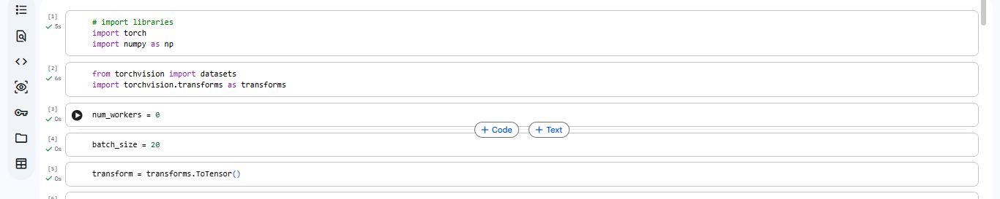 [1]
5s
# import libraries
import torch
import numpy as np
[2]
6s
from torchvision import datasets
import torchvision.transforms as transforms
[3]
0s
num_workers = 0
+ Code + Text
[4]
0s
batch_size = 20
[5]
0s
transform = transforms.ToTensor()
[6]